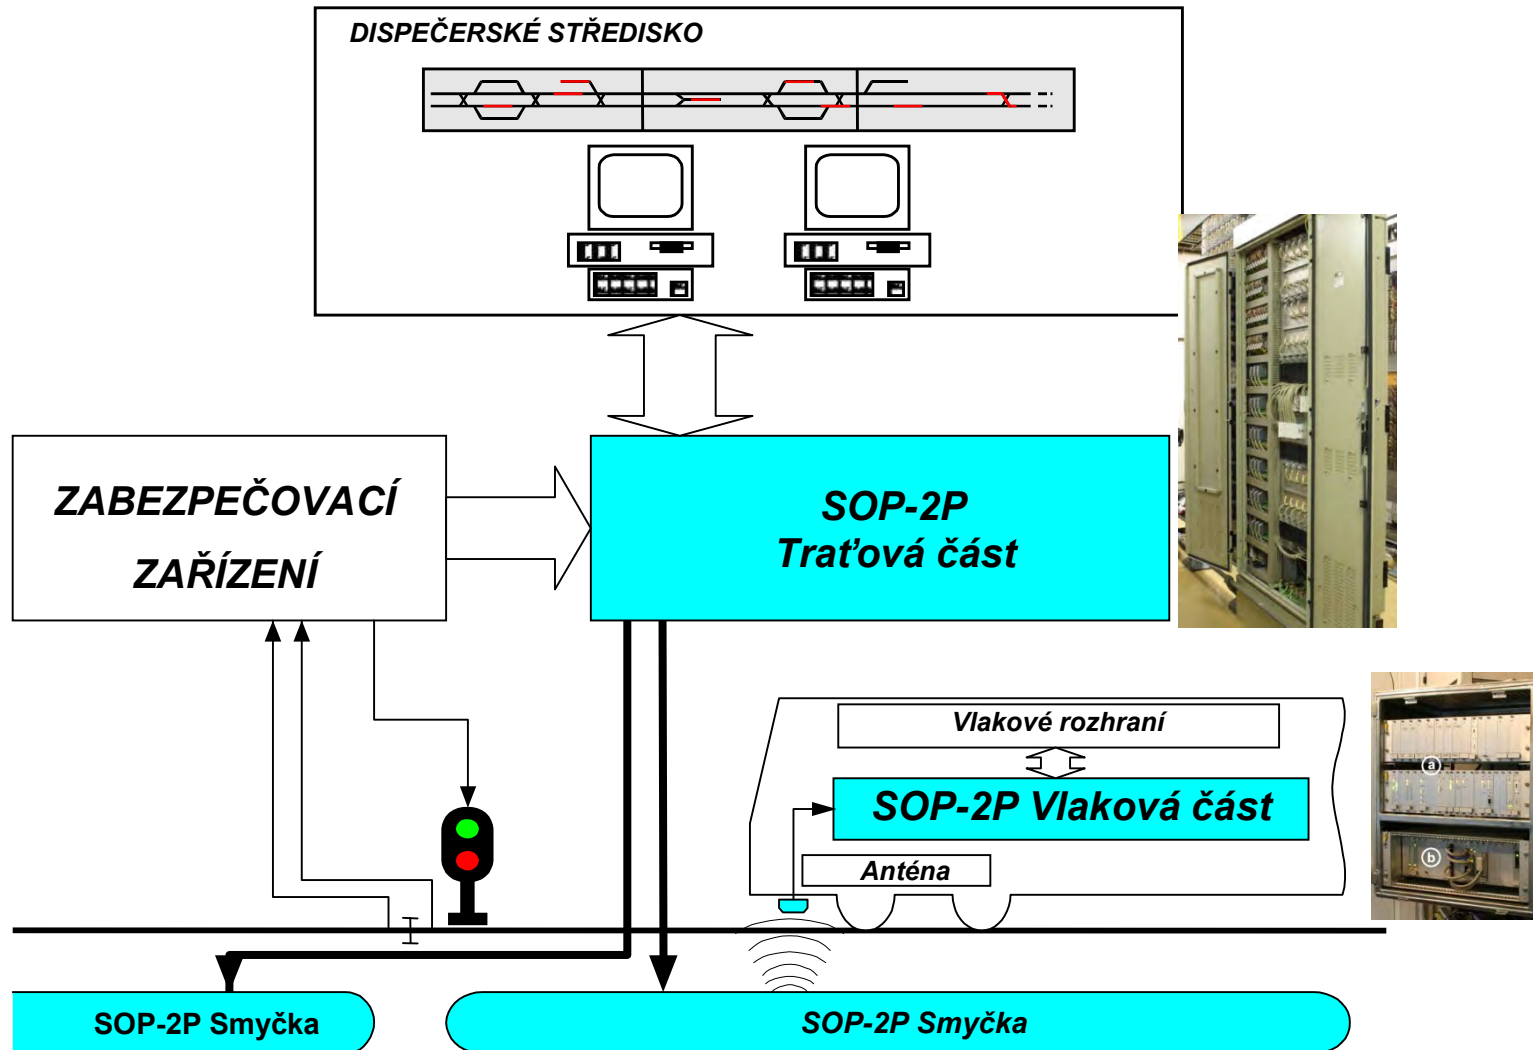 DISPEČERSKÉ STŘEDISKO
ZABEZPEČOVACÍ
ZAŘÍZENÍ
SOP-2P
Traťová část
Vlakové rozhraní
SOP-2P Vlaková část
Anténa
a
b
SOP-2P Smyčka
SOP-2P Smyčka